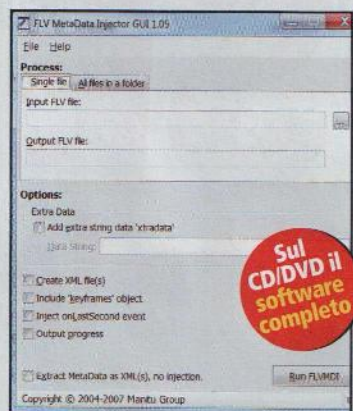 FLV MetaData Injector GUI 1.05
File Help
Process:
Single file All files in a folder
Input FLV file:
...
Output FLV file:
Options:
Extra Data
Add extra string data 'xtradata'
Data String:
Sul
CD/DVD il
software
completo
Create XML file(s)
Include 'keyframes' object
Inject onLastSecond event
Output progress
Extract MetaData as XML(s), no injection.
Run FLVMDI
Copyright © 2004-2007 Manitu Group